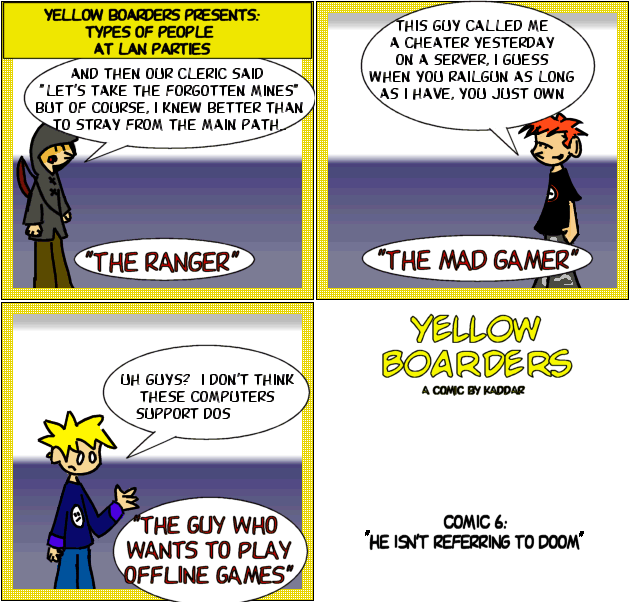 YELLOW BOARDERS PRESENTS:
TYPES OF PEOPLE
AT LAN PARTIES
AND THEN OUR CLERIC SAID
"LET'S TAKE THE FORGOTTEN MINES"
BUT OF COURSE, I KNEW BETTER THAN
TO STRAY FROM THE MAIN PATH...
"THE RANGER"
THIS GUY CALLED ME
A CHEATER YESTERDAY
ON A SERVER, I GUESS
WHEN YOU RAILGUN AS LONG
AS I HAVE, YOU JUST OWN
"THE MAD GAMER"
UH GUYS? I DON'T THINK
THESE COMPUTERS
SUPPORT DOS
"THE GUY WHO
WANTS TO PLAY
OFFLINE GAMES"
YELLOW
BOARDERS
A COMIC BY KADDAR
COMIC 6:
"HE ISN'T REFERRING TO DOOM"